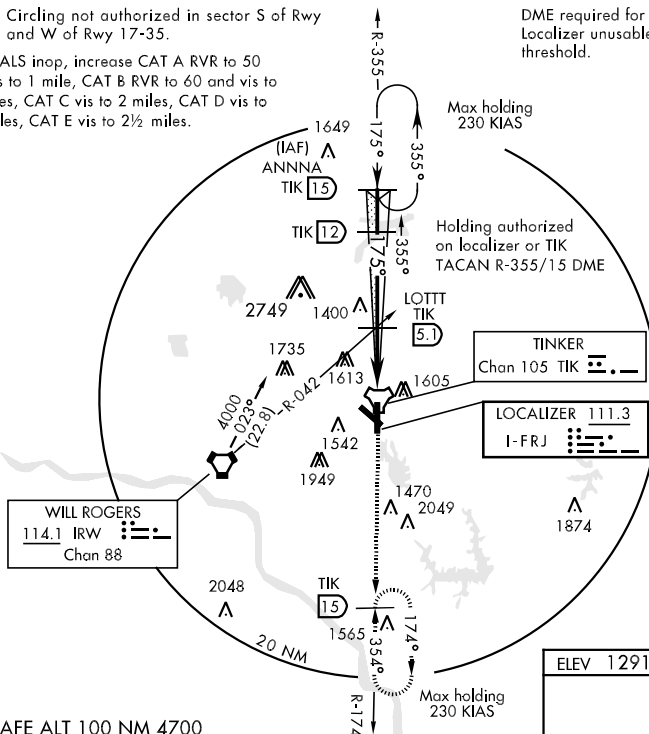 Circling not authorized in sector S of Rwy
and W of Rwy 17-35.
ALS inop, increase CAT A RVR to 50
s to 1 mile, CAT B RVR to 60 and vis to
es, CAT C vis to 2 miles, CAT D vis to
les, CAT E vis to 2½ miles.
DME required for
Localizer unusable
threshold.
R-355
175°
355°
Max holding
230 KIAS
1649
(IAF)
ANNNA
TIK 15
TIK 12
175°
355°
Holding authorized
on localizer or TIK
TACAN R-355/15 DME
2749
1400
LOTTT
TIK
5.1
1735
1613
1605
R-042
4000
023°
(22.8)
TINKER
Chan 105 TIK
LOCALIZER 111.3
I-FRJ
1542
1949
1470
2049
1874
WILL ROGERS
114.1 IRW
Chan 88
2048
TIK
15
1565
354°
174°
20 NM
Max holding
230 KIAS
R-174
ELEV 1291
AFE ALT 100 NM 4700